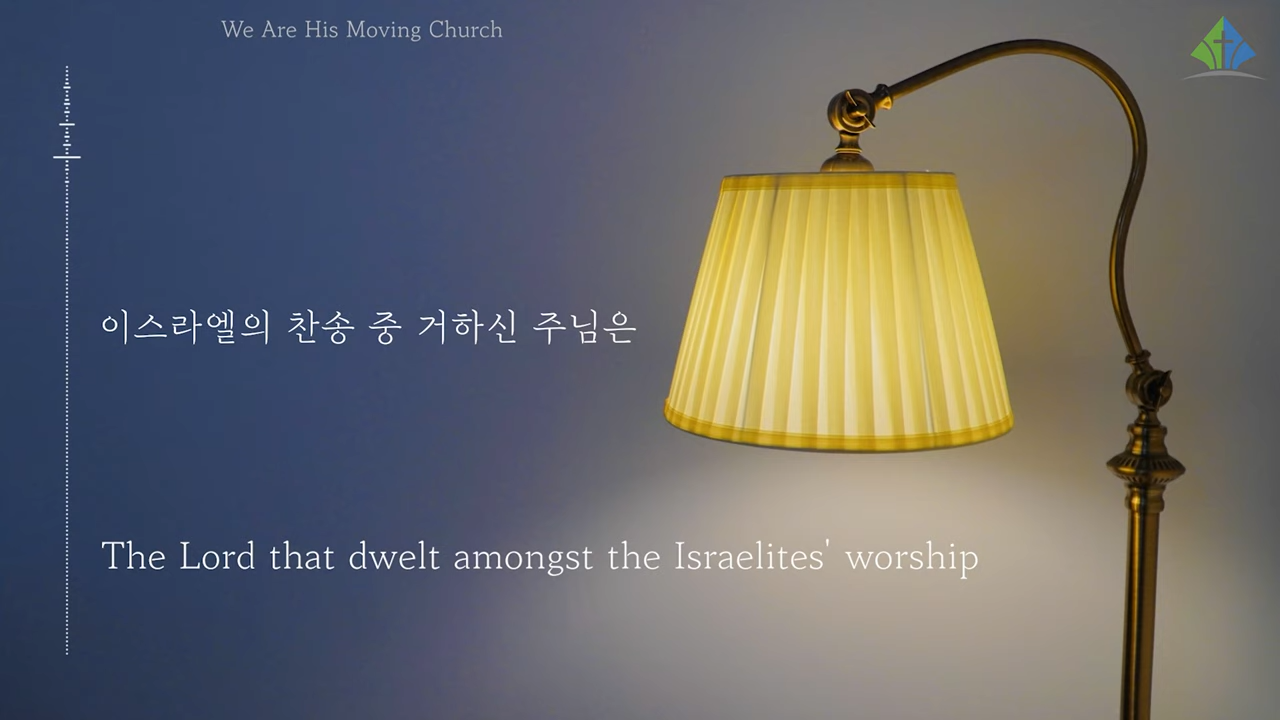 We Are His Moving Church
이스라엘의 찬송 중 거하신 주님은
The Lord that dwelt amongst the Israelites' worship